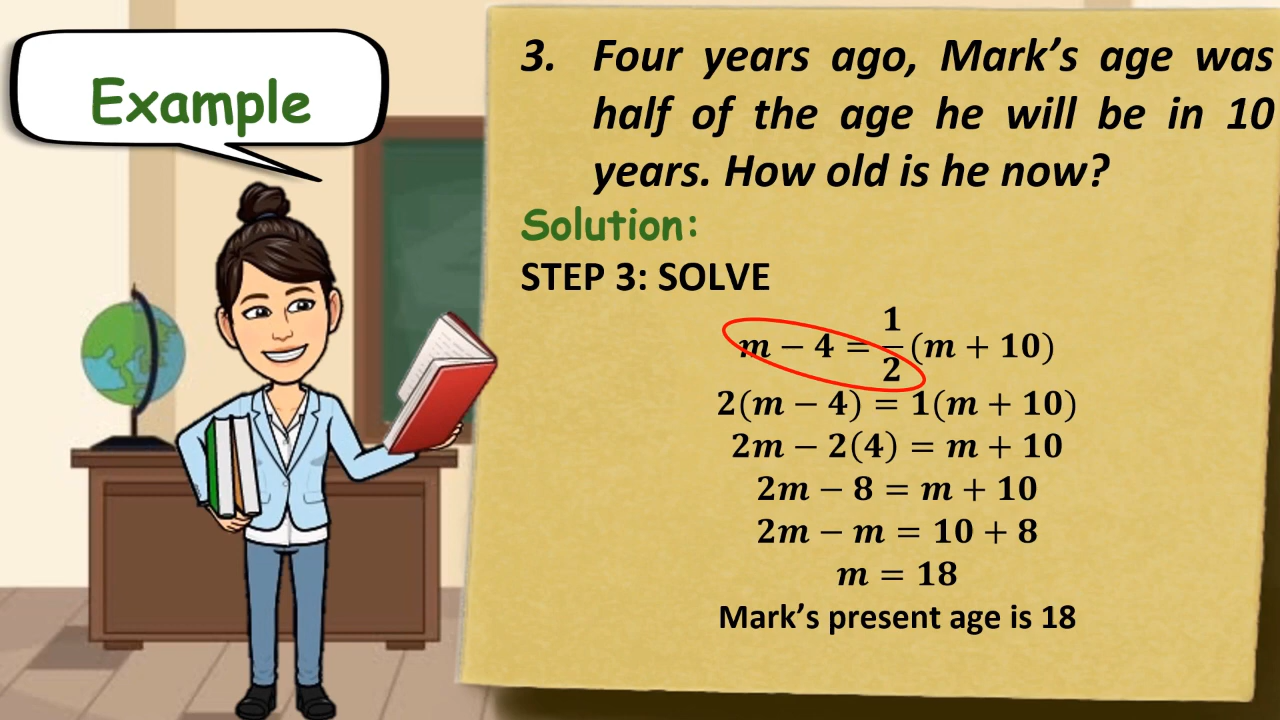 Example
3. Four years ago, Mark’s age was
half of the age he will be in 10
years. How old is he now?
Solution:
STEP 3: SOLVE
m − 4 = 1/2 (m + 10)
2(m − 4) = 1(m + 10)
2m − 2(4) = m + 10
2m − 8 = m + 10
2m − m = 10 + 8
m = 18
Mark’s present age is 18